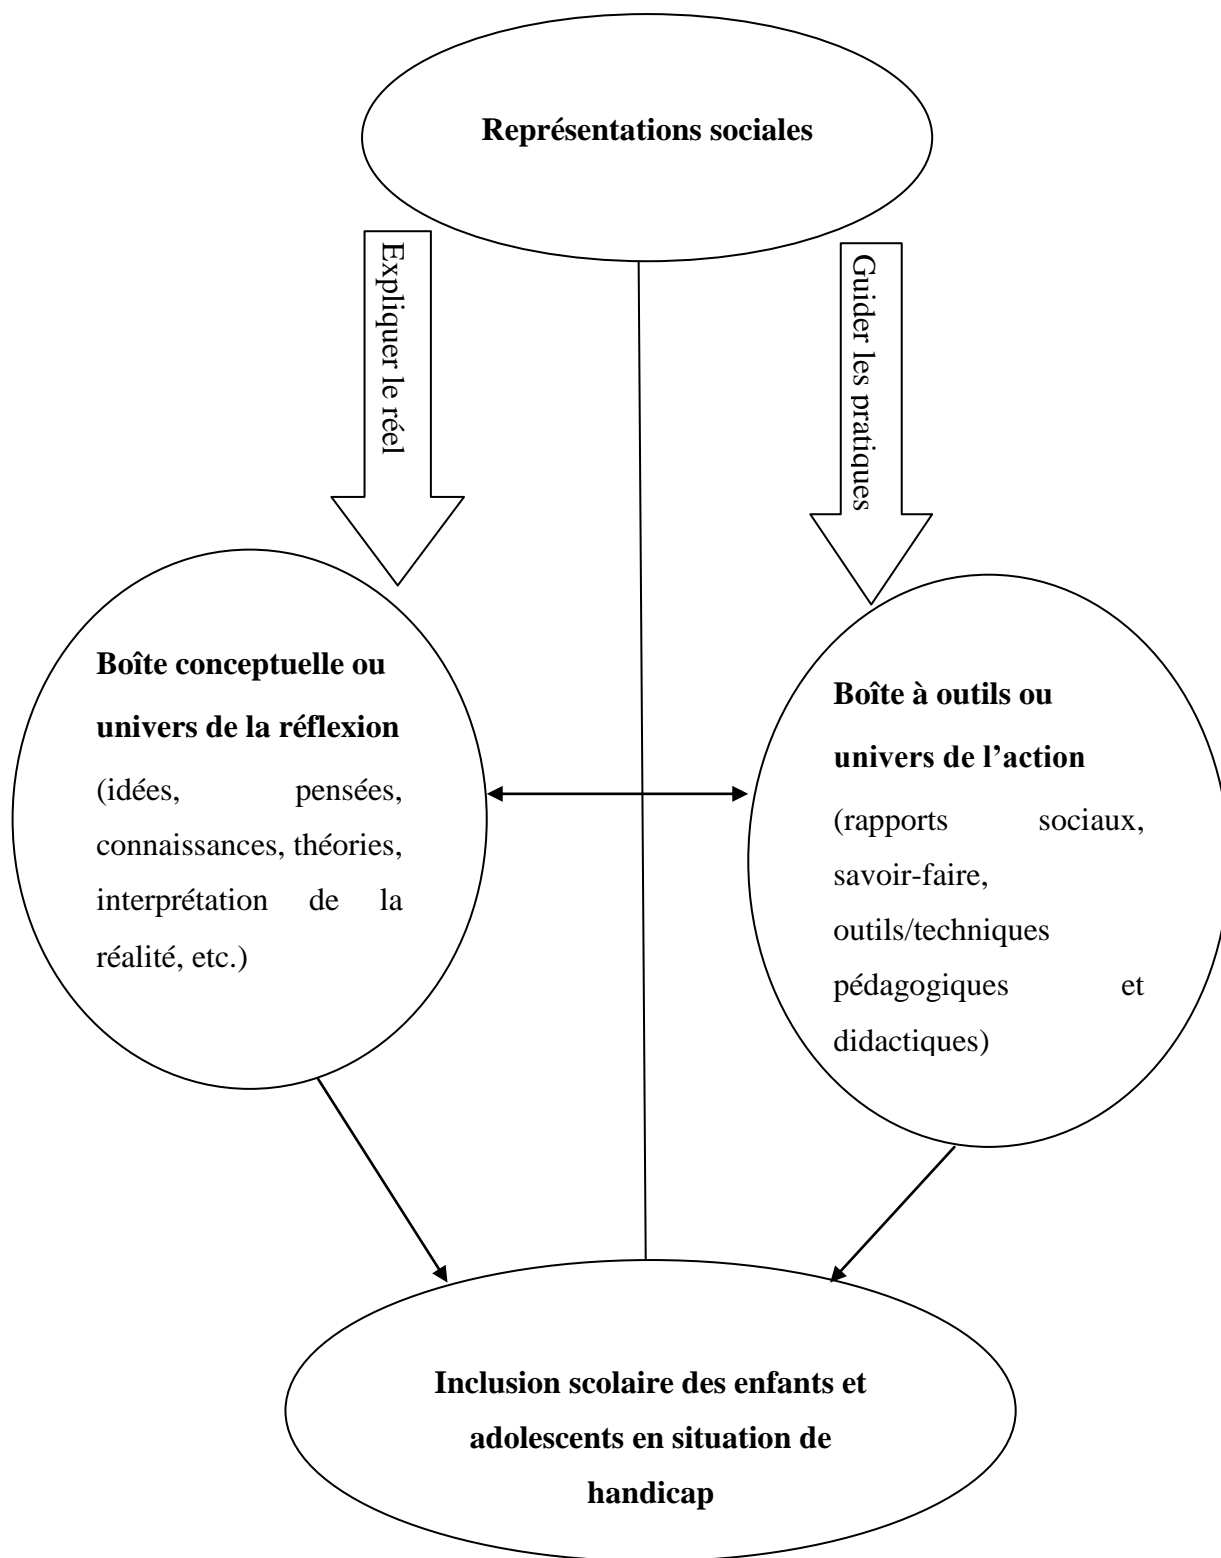 Représentations sociales
Expliquer le réel
Guider les pratiques
Boîte conceptuelle ou
univers de la réflexion
(idées, pensées,
connaissances, théories,
interprétation de la
réalité, etc.)
Boîte à outils ou
univers de l’action
(rapports sociaux,
savoir-faire,
outils/techniques
pédagogiques et
didactiques)
Inclusion scolaire des enfants et
adolescents en situation de
handicap